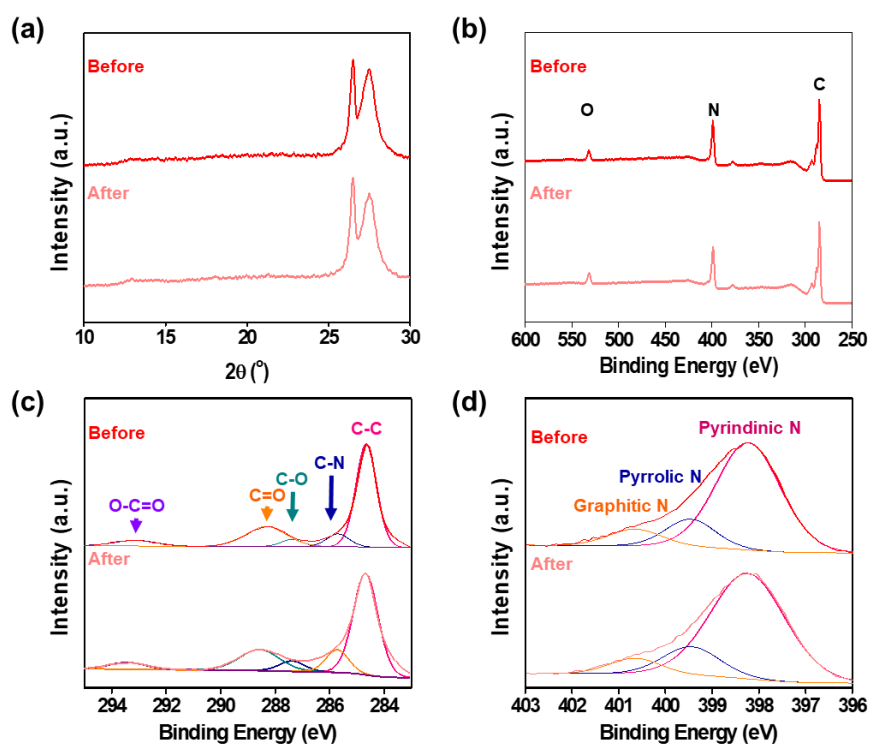 (a)
Before
After
Intensity (a.u.)
10 15 20 25 30
2θ (°)
(b)
Before
O N C
After
Intensity (a.u.)
600 550 500 450 400 350 300 250
Binding Energy (eV)
(c)
Before
C-C
C-N
C-O
C=O
O-C=O
After
Intensity (a.u.)
294 292 290 288 286 284
Binding Energy (eV)
(d)
Before
Pyrindinic N
Pyrrolic N
Graphitic N
After
Intensity (a.u.)
403 402 401 400 399 398 397 396
Binding Energy (eV)